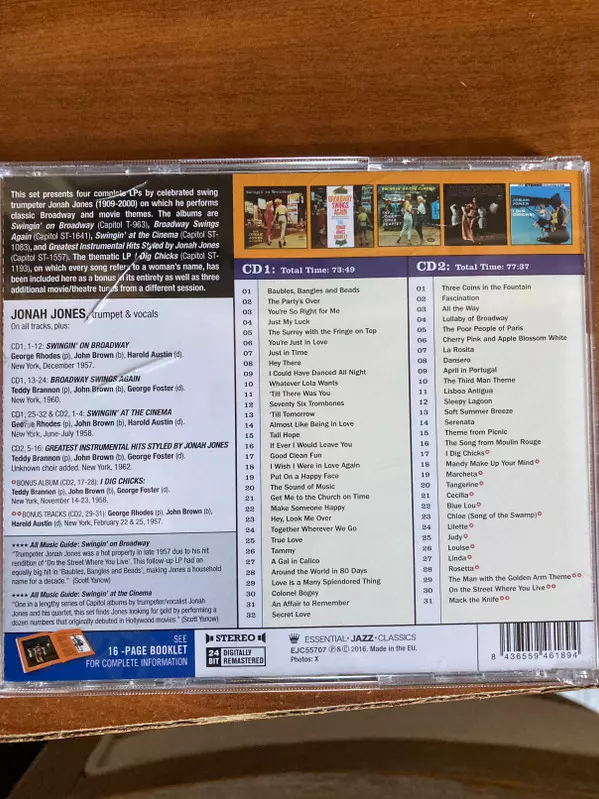 This set presents four complete LPs by celebrated swing
trumpeter Jonah Jones (1909-2000) on which he performs
classic Broadway and movie themes. The albums are
Swingin' on Broadway (Capitol T-963), Broadway Swings
Again (Capitol ST-1641), Swingin' at the Cinema (Capitol ST-
1083), and Greatest Instrumental Hits Styled by Jonah Jones
(Capitol ST-1557). The thematic LP I Dig Chicks (Capitol ST-
1193), on which every song refers to a woman's name, has
been included here as a bonus in its entirety as well as three
additional movie/theatre tunes from a different session.
JONAH JONES, trumpet & vocals
On all tracks, plus:
CD1, 1-12: SWINGIN' ON BROADWAY
George Rhodes (p), John Brown (b), Harold Austin (d).
New York, December 1957.
CD1, 13-24: BROADWAY SWINGS AGAIN
Teddy Brannon (p), John Brown (b), George Foster (d).
New York, 1960.
CD1, 25-32 & CD2, 1-4: SWINGIN' AT THE CINEMA
George Rhodes (p), John Brown (b), Harold Austin (d).
New York, June-July 1958.
CD2, 5-16: GREATEST INSTRUMENTAL HITS STYLED BY JONAH JONES
Teddy Brannon (p), John Brown (b), George Foster (d).
Unknown choir added. New York, 1962.
BONUS ALBUM (CD2, 17-28): I DIG CHICKS:
Teddy Brannon (p), John Brown (b), George Foster (d).
New York, November 14-23, 1958.
BONUS TRACKS (CD2, 29-31): George Rhodes (p), John Brown (b),
Harold Austin (d). New York, February 22 & 25, 1957.
**** All Music Guide: Swingin' on Broadway
"Trumpeter Jonah Jones was a hot property in late 1957 due to his hit
rendition of 'On the Street Where You Live'. This follow-up LP had an
equally big hit in 'Baubles, Bangles and Beads', making Jones a household
name for a decade." (Scott Yanow)
**** All Music Guide: Swingin' at the Cinema
"One in a lengthy series of Capitol albums by trumpeter/vocalist Jonah
Jones and his quartet, this set finds Jones looking for gold by performing a
dozen numbers that originally debuted in Hollywood movies." (Scott Yanow)
SEE
16 -PAGE BOOKLET
FOR COMPLETE INFORMATION
Swingin' on Broadway
BROADWAY
SWINGS
AGAIN
CD1: Total Time: 73:49
01 Baubles, Bangles and Beads
02 The Party's Over
03 You're So Right for Me
04 Just My Luck
05 The Surrey with the Fringe on Top
06 You're Just in Love
07 Just in Time
08 Hey There
09 I Could Have Danced All Night
10 Whatever Lola Wants
11 'Till There Was You
12 Seventy Six Trombones
13 'Till Tomorrow
14 Almost Like Being in Love
15 Tall Hope
16 If Ever I Would Leave You
17 Good Clean Fun
18 I Wish I Were in Love Again
19 Put On a Happy Face
20 The Sound of Music
21 Get Me to the Church on Time
22 Make Someone Happy
23 Hey, Look Me Over
24 Together Wherever We Go
25 True Love
26 Tammy
27 A Gal in Calico
28 Around the World in 80 Days
29 Love is a Many Splendored Thing
30 Colonel Bogey
31 An Affair to Remember
32 Secret Love
CD2: Total Time: 77:37
01 Three Coins in the Fountain
02 Fascination
03 All the Way
04 Lullaby of Broadway
05 The Poor People of Paris
06 Cherry Pink and Apple Blossom White
07 La Rosita
08 Dansero
09 April in Portugal
10 The Third Man Theme
11 Lisboa Antigua
12 Sleepy Lagoon
13 Soft Summer Breeze
14 Serenata
15 Theme from Picnic
16 The Song from Moulin Rouge
17 I Dig Chicks
18 Mandy Make Up Your Mind
19 Marcheta
20 Tangerine
21 Cecilia
22 Blue Lou
23 Chloe (Song of the Swamp)
24 Lilette
25 Judy
26 Louise
27 Linda
28 Rosetta
29 The Man with the Golden Arm Theme
30 On the Street Where You Live
31 Mack the Knife
STEREO
24 BIT DIGITALLY REMASTERED
ESSENTIAL · JAZZ · CLASSICS
EJC55707 ℗&© 2016. Made in the EU.
Photos: X
8 436559 461894